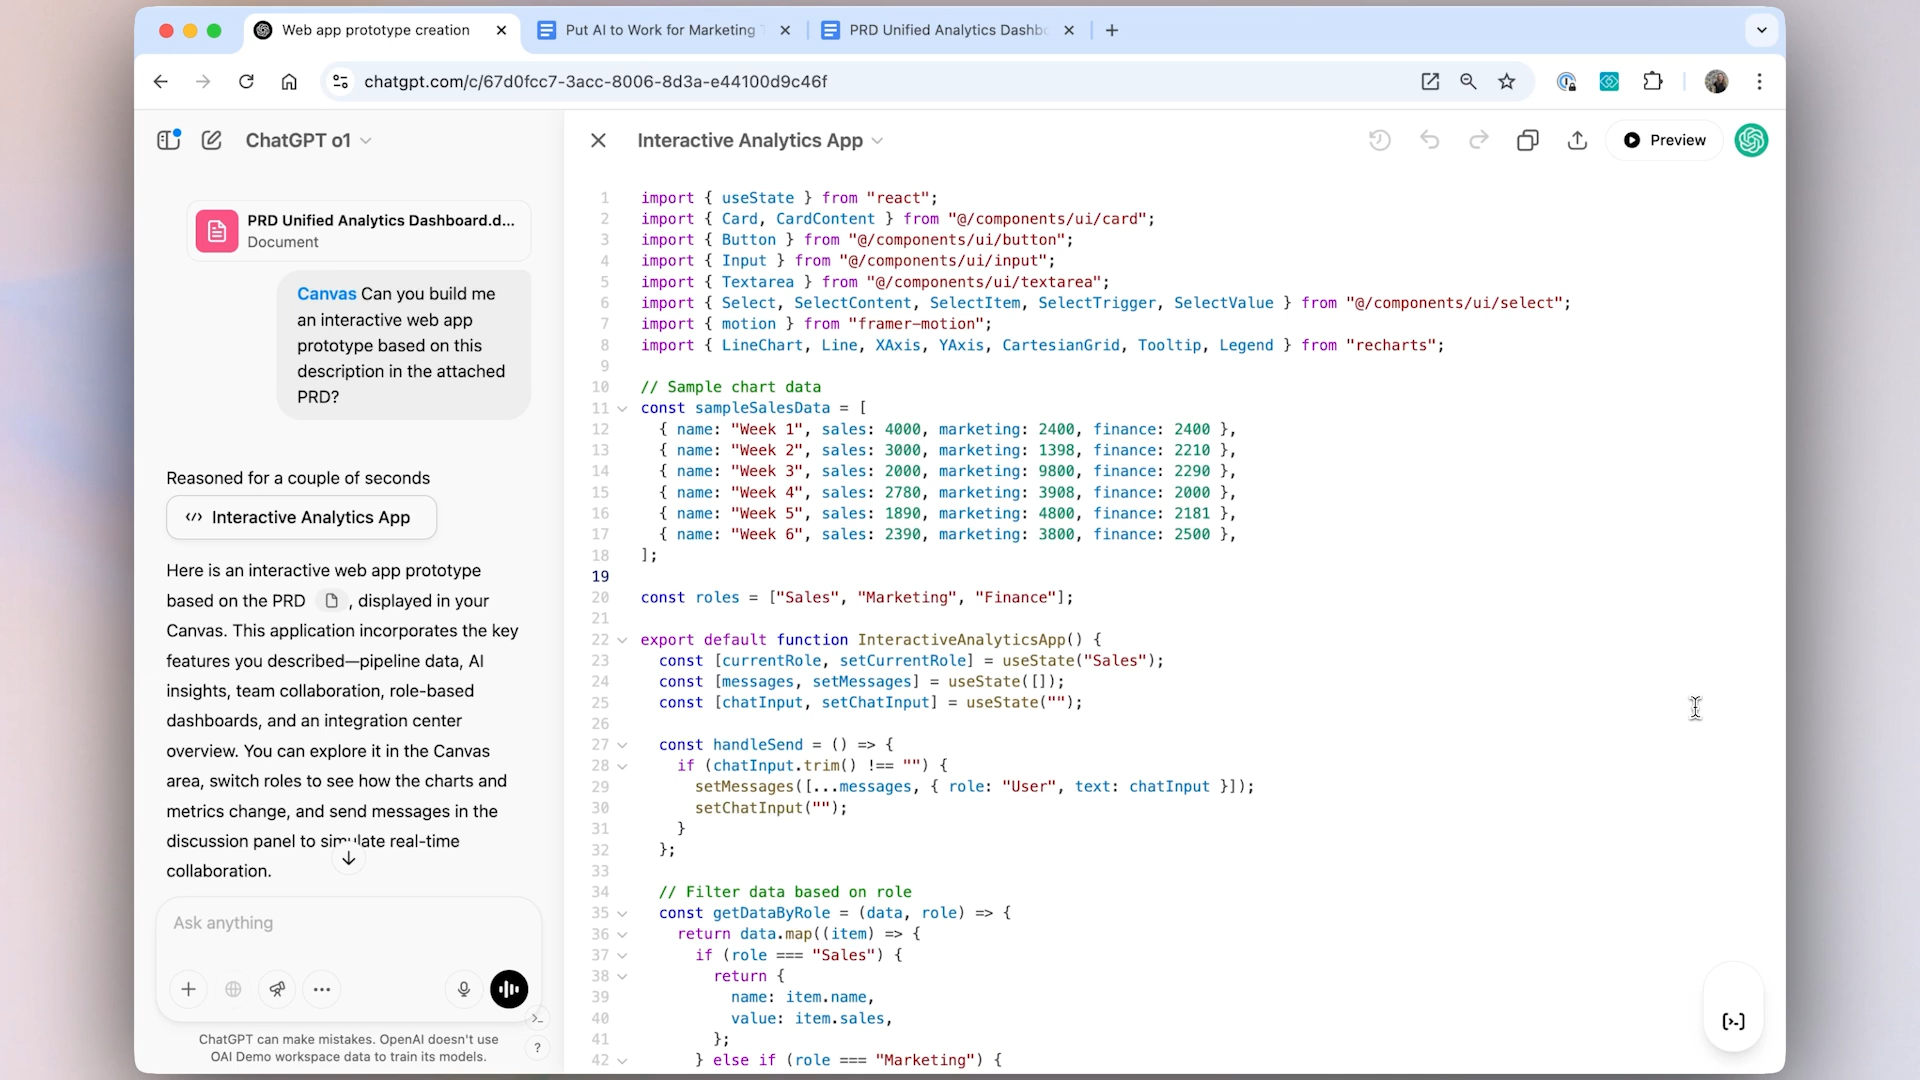 Web app prototype creation
Put AI to Work for Marketing
PRD Unified Analytics Dashbo
chatgpt.com/c/67d0fcc7-3acc-8006-8d3a-e44100d9c46f
ChatGPT o1
PRD Unified Analytics Dashboard.d...
Document
Canvas Can you build me
an interactive web app
prototype based on this
description in the attached
PRD?
Reasoned for a couple of seconds
Interactive Analytics App
Here is an interactive web app prototype
based on the PRD , displayed in your
Canvas. This application incorporates the key
features you described—pipeline data, AI
insights, team collaboration, role-based
dashboards, and an integration center
overview. You can explore it in the Canvas
area, switch roles to see how the charts and
metrics change, and send messages in the
discussion panel to simulate real-time
collaboration.
Ask anything
ChatGPT can make mistakes. OpenAI doesn't use
OAI Demo workspace data to train its models.
?
Interactive Analytics App
Preview
1 import { useState } from "react";
2 import { Card, CardContent } from "@/components/ui/card";
3 import { Button } from "@/components/ui/button";
4 import { Input } from "@/components/ui/input";
5 import { Textarea } from "@/components/ui/textarea";
6 import { Select, SelectContent, SelectItem, SelectTrigger, SelectValue } from "@/components/ui/select";
7 import { motion } from "framer-motion";
8 import { LineChart, Line, XAxis, YAxis, CartesianGrid, Tooltip, Legend } from "recharts";
9
10 // Sample chart data
11 const sampleSalesData = [
12 { name: "Week 1", sales: 4000, marketing: 2400, finance: 2400 },
13 { name: "Week 2", sales: 3000, marketing: 1398, finance: 2210 },
14 { name: "Week 3", sales: 2000, marketing: 9800, finance: 2290 },
15 { name: "Week 4", sales: 2780, marketing: 3908, finance: 2000 },
16 { name: "Week 5", sales: 1890, marketing: 4800, finance: 2181 },
17 { name: "Week 6", sales: 2390, marketing: 3800, finance: 2500 },
18 ];
19
20 const roles = ["Sales", "Marketing", "Finance"];
21
22 export default function InteractiveAnalyticsApp() {
23 const [currentRole, setCurrentRole] = useState("Sales");
24 const [messages, setMessages] = useState([]);
25 const [chatInput, setChatInput] = useState("");
26
27 const handleSend = () => {
28 if (chatInput.trim() !== "") {
29 setMessages([...messages, { role: "User", text: chatInput }]);
30 setChatInput("");
31 }
32 };
33
34 // Filter data based on role
35 const getDataByRole = (data, role) => {
36 return data.map((item) => {
37 if (role === "Sales") {
38 return {
39 name: item.name,
40 value: item.sales,
41 };
42 } else if (role === "Marketing") {